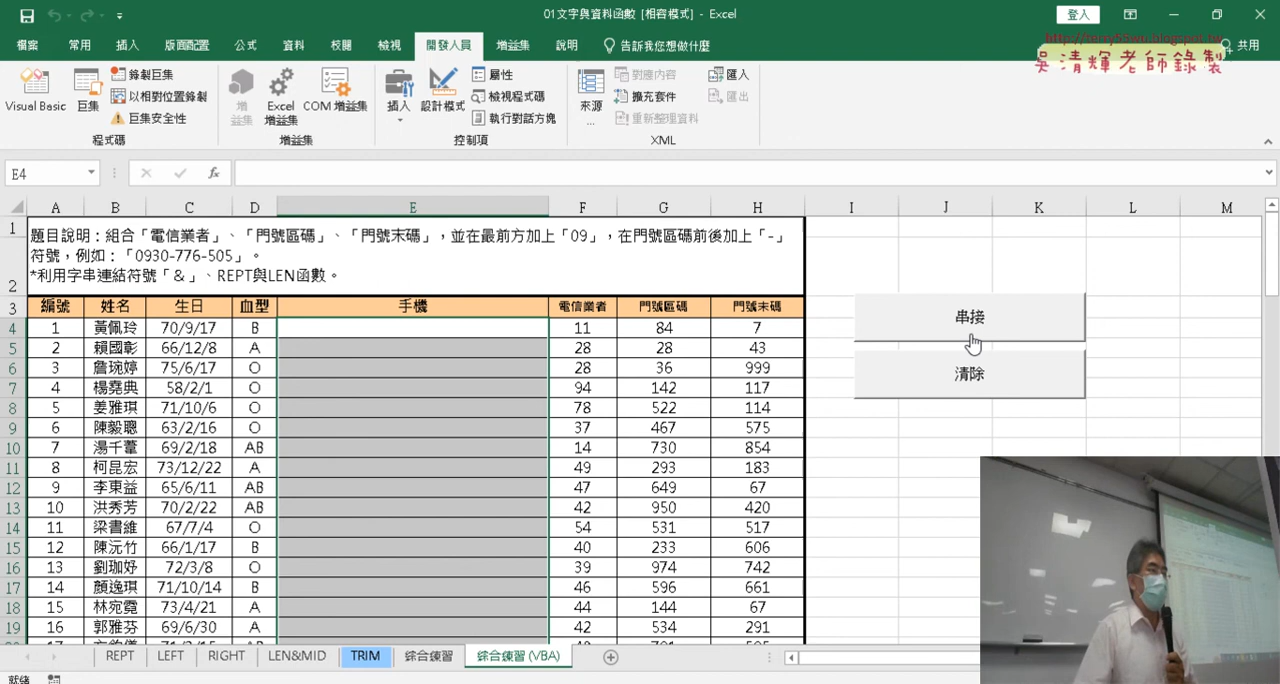 01文字與資料函數 [相容模式] - Excel
登入
檔案 常用 插入 版面配置 公式 資料 校閱 檢視 開發人員 增益集 說明 告訴我您想做什麼 共用
http://terry55wu.blogspot.tw
吳清輝老師錄製
Visual Basic 巨集 錄製巨集 以相對位置錄製 巨集安全性 程式碼
增益集 Excel 增益集 COM 增益集 增益集
插入 設計模式 屬性 檢視程式碼 執行對話方塊 控制項
來源 對應內容 擴充套件 重新整理資料 匯入 匯出 XML
E4 fx
A B C D E F G H I J K L M
題目說明：組合「電信業者」、「門號區碼」、「門號末碼」，並在最前方加上「09」，在門號區碼前後加上「-」
符號，例如：「0930-776-505」。
*利用字串連結符號「&」、REPT與LEN函數。
3 編號 姓名 生日 血型 手機 電信業者 門號區碼 門號末碼
4 1 黃佩玲 70/9/17 B 11 84 7
5 2 賴國彰 66/12/8 A 28 28 43
6 3 詹琬婷 75/6/17 O 28 36 999
7 4 楊堯典 58/2/1 O 94 142 117
8 5 姜雅琪 71/10/6 O 78 522 114
9 6 陳毅聰 63/2/16 O 37 467 575
10 7 湯千葦 69/2/18 AB 14 730 854
11 8 柯昆宏 73/12/22 A 49 293 183
12 9 李東益 65/6/11 AB 47 649 67
13 10 洪秀芳 70/2/22 AB 42 950 420
14 11 梁書維 67/7/4 O 54 531 517
15 12 陳沅竹 66/1/17 B 40 233 606
16 13 劉珈妤 72/3/8 O 39 974 742
17 14 顏逸琪 71/10/14 B 46 596 661
18 15 林宛霓 73/4/21 A 44 144 67
19 16 郭雅芬 69/6/30 A 42 534 291
串接
清除
REPT LEFT RIGHT LEN&MID TRIM 綜合練習 綜合練習 (VBA)
就緒